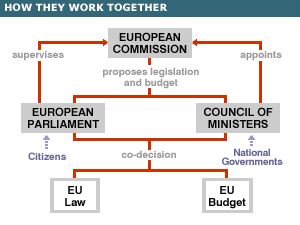 HOW THEY WORK TOGETHER
EUROPEAN
COMMISSION
supervises
appoints
proposes legislation
and budget
EUROPEAN
PARLIAMENT
COUNCIL OF
MINISTERS
Citizens
co-decision
National
Governments
EU
Law
EU
Budget